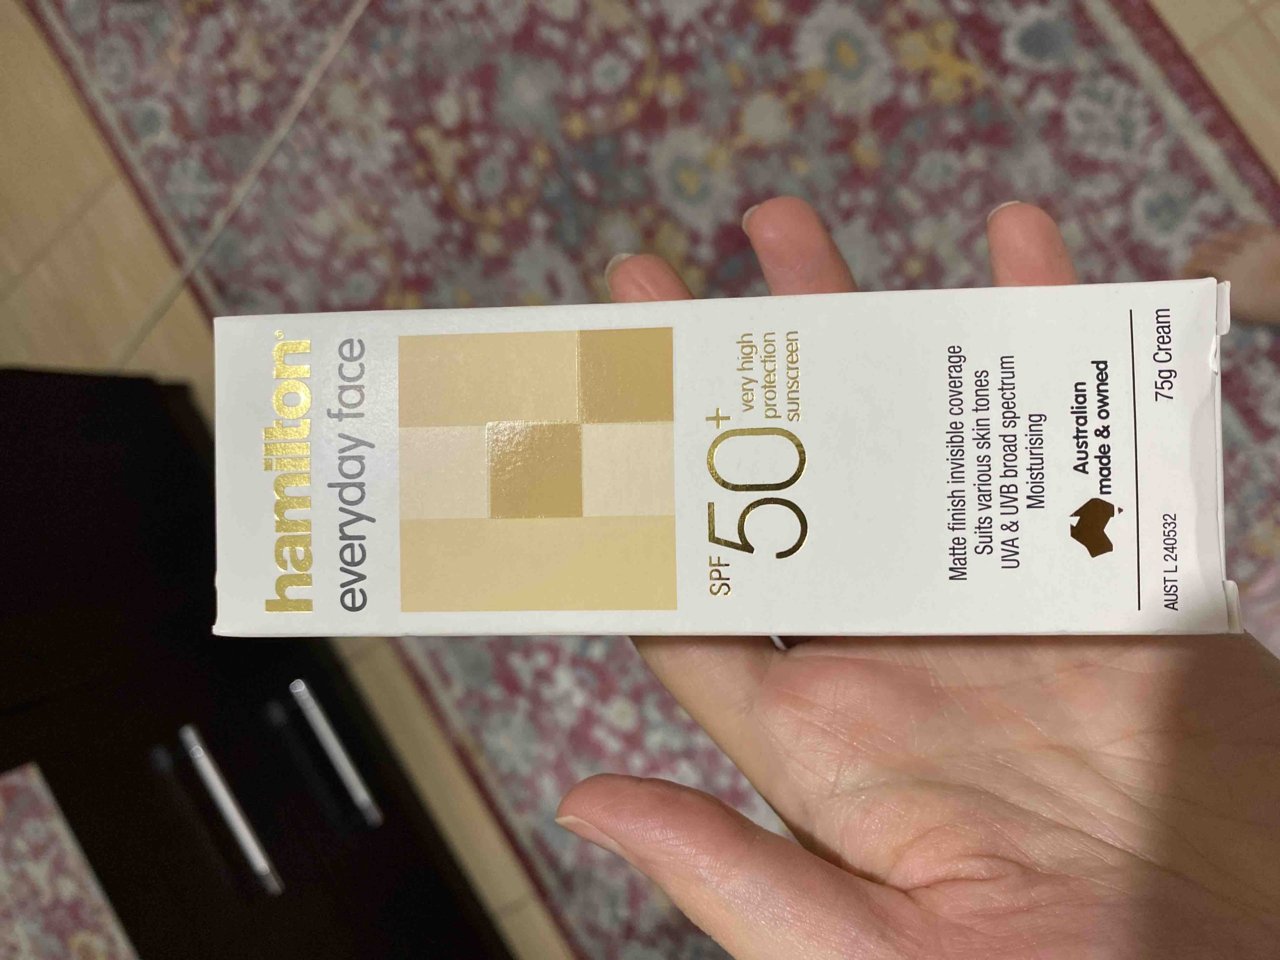 hamilton®
everyday face
SPF 50+
very high
protection
sunscreen
Matte finish invisible coverage
Suits various skin tones
UVA & UVB broad spectrum
Moisturising
Australian
made & owned
AUST L 240532 75g Cream